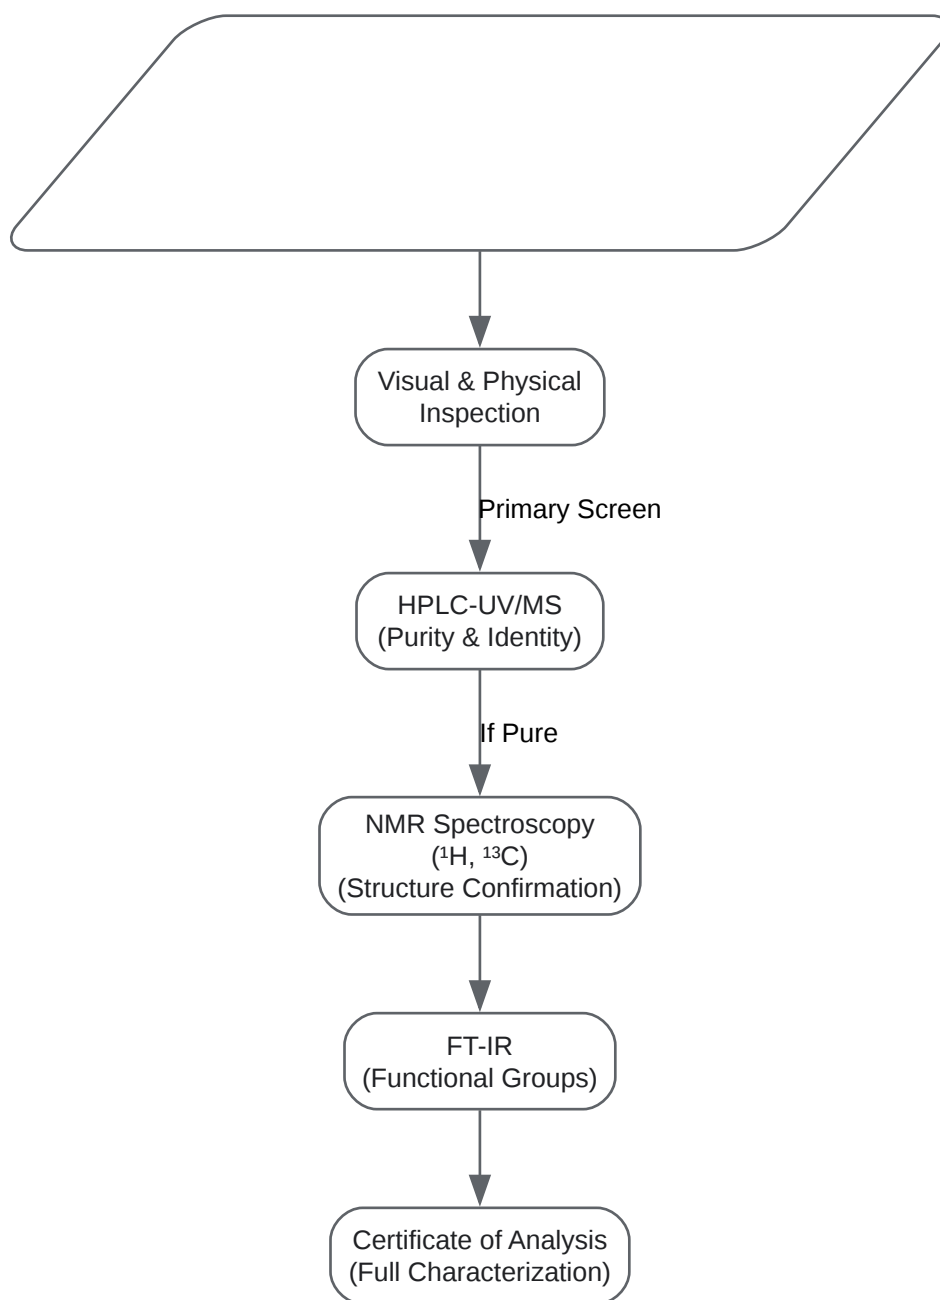 Visual & Physical
Inspection
Primary Screen
HPLC-UV/MS
(Purity & Identity)
If Pure
NMR Spectroscopy
(¹H, ¹³C)
(Structure Confirmation)
FT-IR
(Functional Groups)
Certificate of Analysis
(Full Characterization)